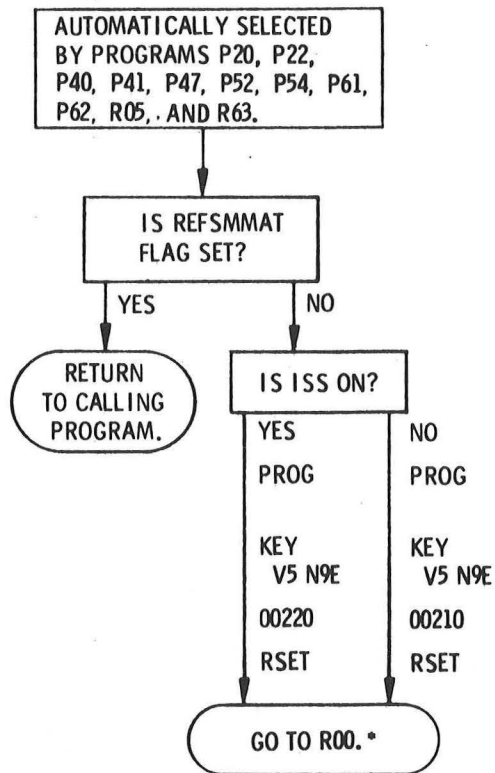 AUTOMATICALLY SELECTED
BY PROGRAMS P20, P22,
P40, P41, P47, P52, P54, P61,
P62, R05, . AND R63.
IS REFSMMAT
FLAG SET?
YES
NO
RETURN
TO CALLING
PROGRAM.
IS ISS ON?
YES
NO
PROG
PROG
KEY
KEY
V5 N9E
V5 N9E
00220
00210
RSET
RSET
GO TO R00.*